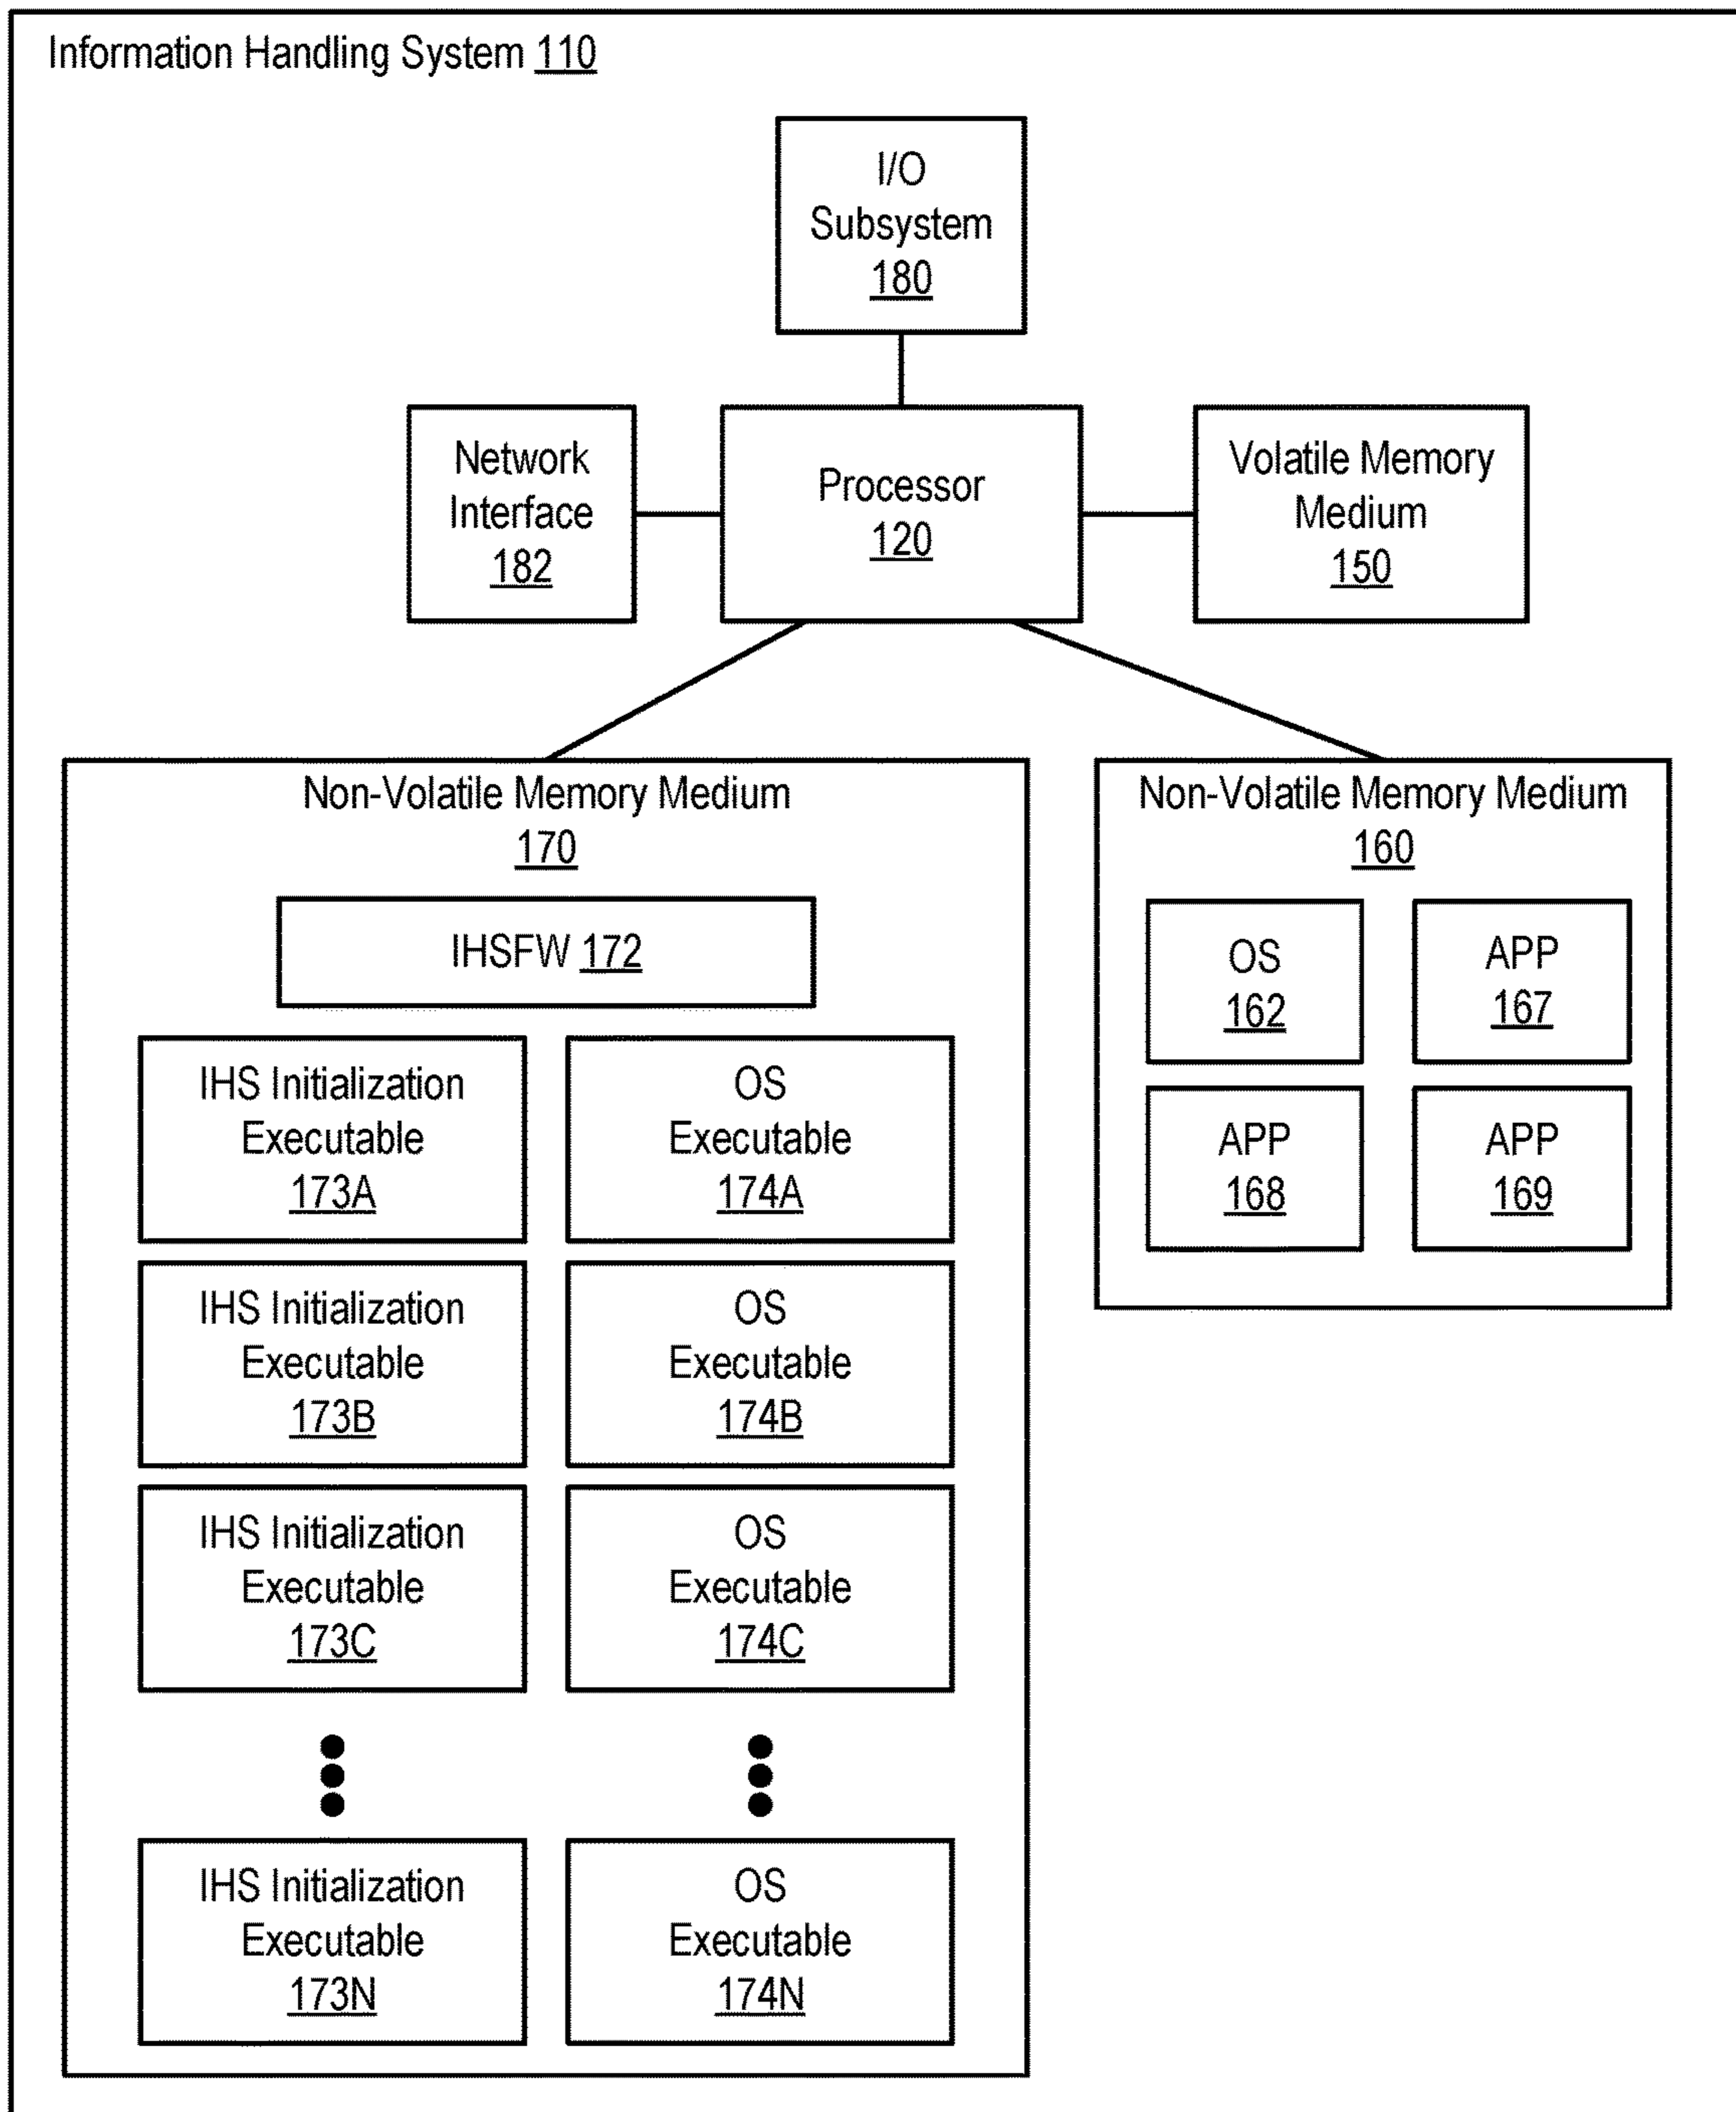 Information Handling System 110
I/O
Subsystem
180
Network
Interface
182
Processor
120
Volatile Memory
Medium
150
Non-Volatile Memory Medium
170
IHSFW 172
IHS Initialization
Executable
173A
OS
Executable
174A
IHS Initialization
Executable
173B
OS
Executable
174B
IHS Initialization
Executable
173C
OS
Executable
174C
IHS Initialization
Executable
173N
OS
Executable
174N
Non-Volatile Memory Medium
160
OS
162
APP
167
APP
168
APP
169